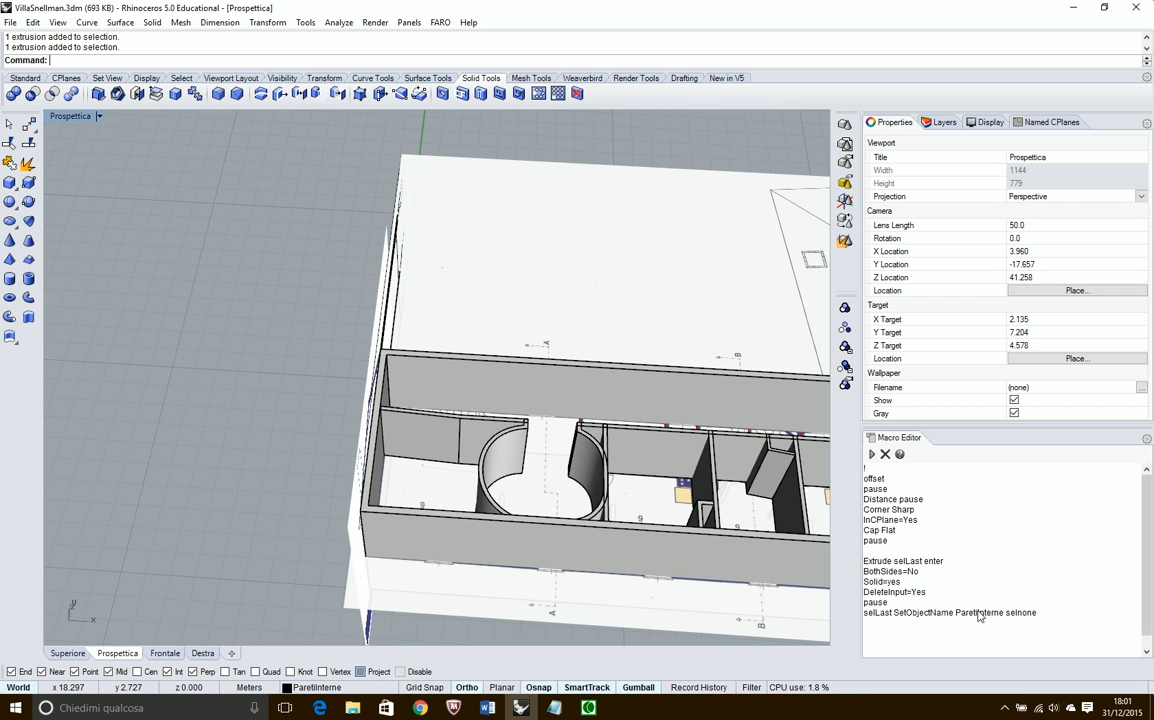 VillaSnellman.3dm (693 KB) - Rhinoceros 5.0 Educational - [Prospettica]
File Edit View Curve Surface Solid Mesh Dimension Transform Tools Analyze Render Panels FARO Help
1 extrusion added to selection.
1 extrusion added to selection.
Command:
Standard CPlanes Set View Display Select Viewport Layout Visibility Transform Curve Tools Surface Tools Solid Tools Mesh Tools Weaverbird Render Tools Drafting New in V5
Prospettica
Properties Layers Display Named CPlanes
Viewport
Title Prospettica
Width 1144
Height 779
Projection Perspective
Camera
Lens Length 50.0
Rotation 0.0
X Location 3.960
Y Location -17.657
Z Location 41.258
Location Place...
Target
X Target 2.135
Y Target 7.204
Z Target 4.578
Location Place...
Wallpaper
Filename (none) ...
Show
Gray
Macro Editor
!
offset
pause
Distance pause
Corner Sharp
InCPlane=Yes
Cap Flat
pause
Extrude selLast enter
BothSides=No
Solid=yes
DeleteInput=Yes
pause
selLast SetObjectName ParetiInterne selnone
A B
9 9 9
A B
y x
Superiore Prospettica Frontale Destra
End Near Point Mid Cen Int Perp Tan Quad Knot Vertex Project Disable
World x 18.297 y 2.727 z 0.000 Meters ParetiInterne Grid Snap Ortho Planar Osnap SmartTrack Gumball Record History Filter CPU use: 1.8 %
Chiedimi qualcosa
18:01
31/12/2015